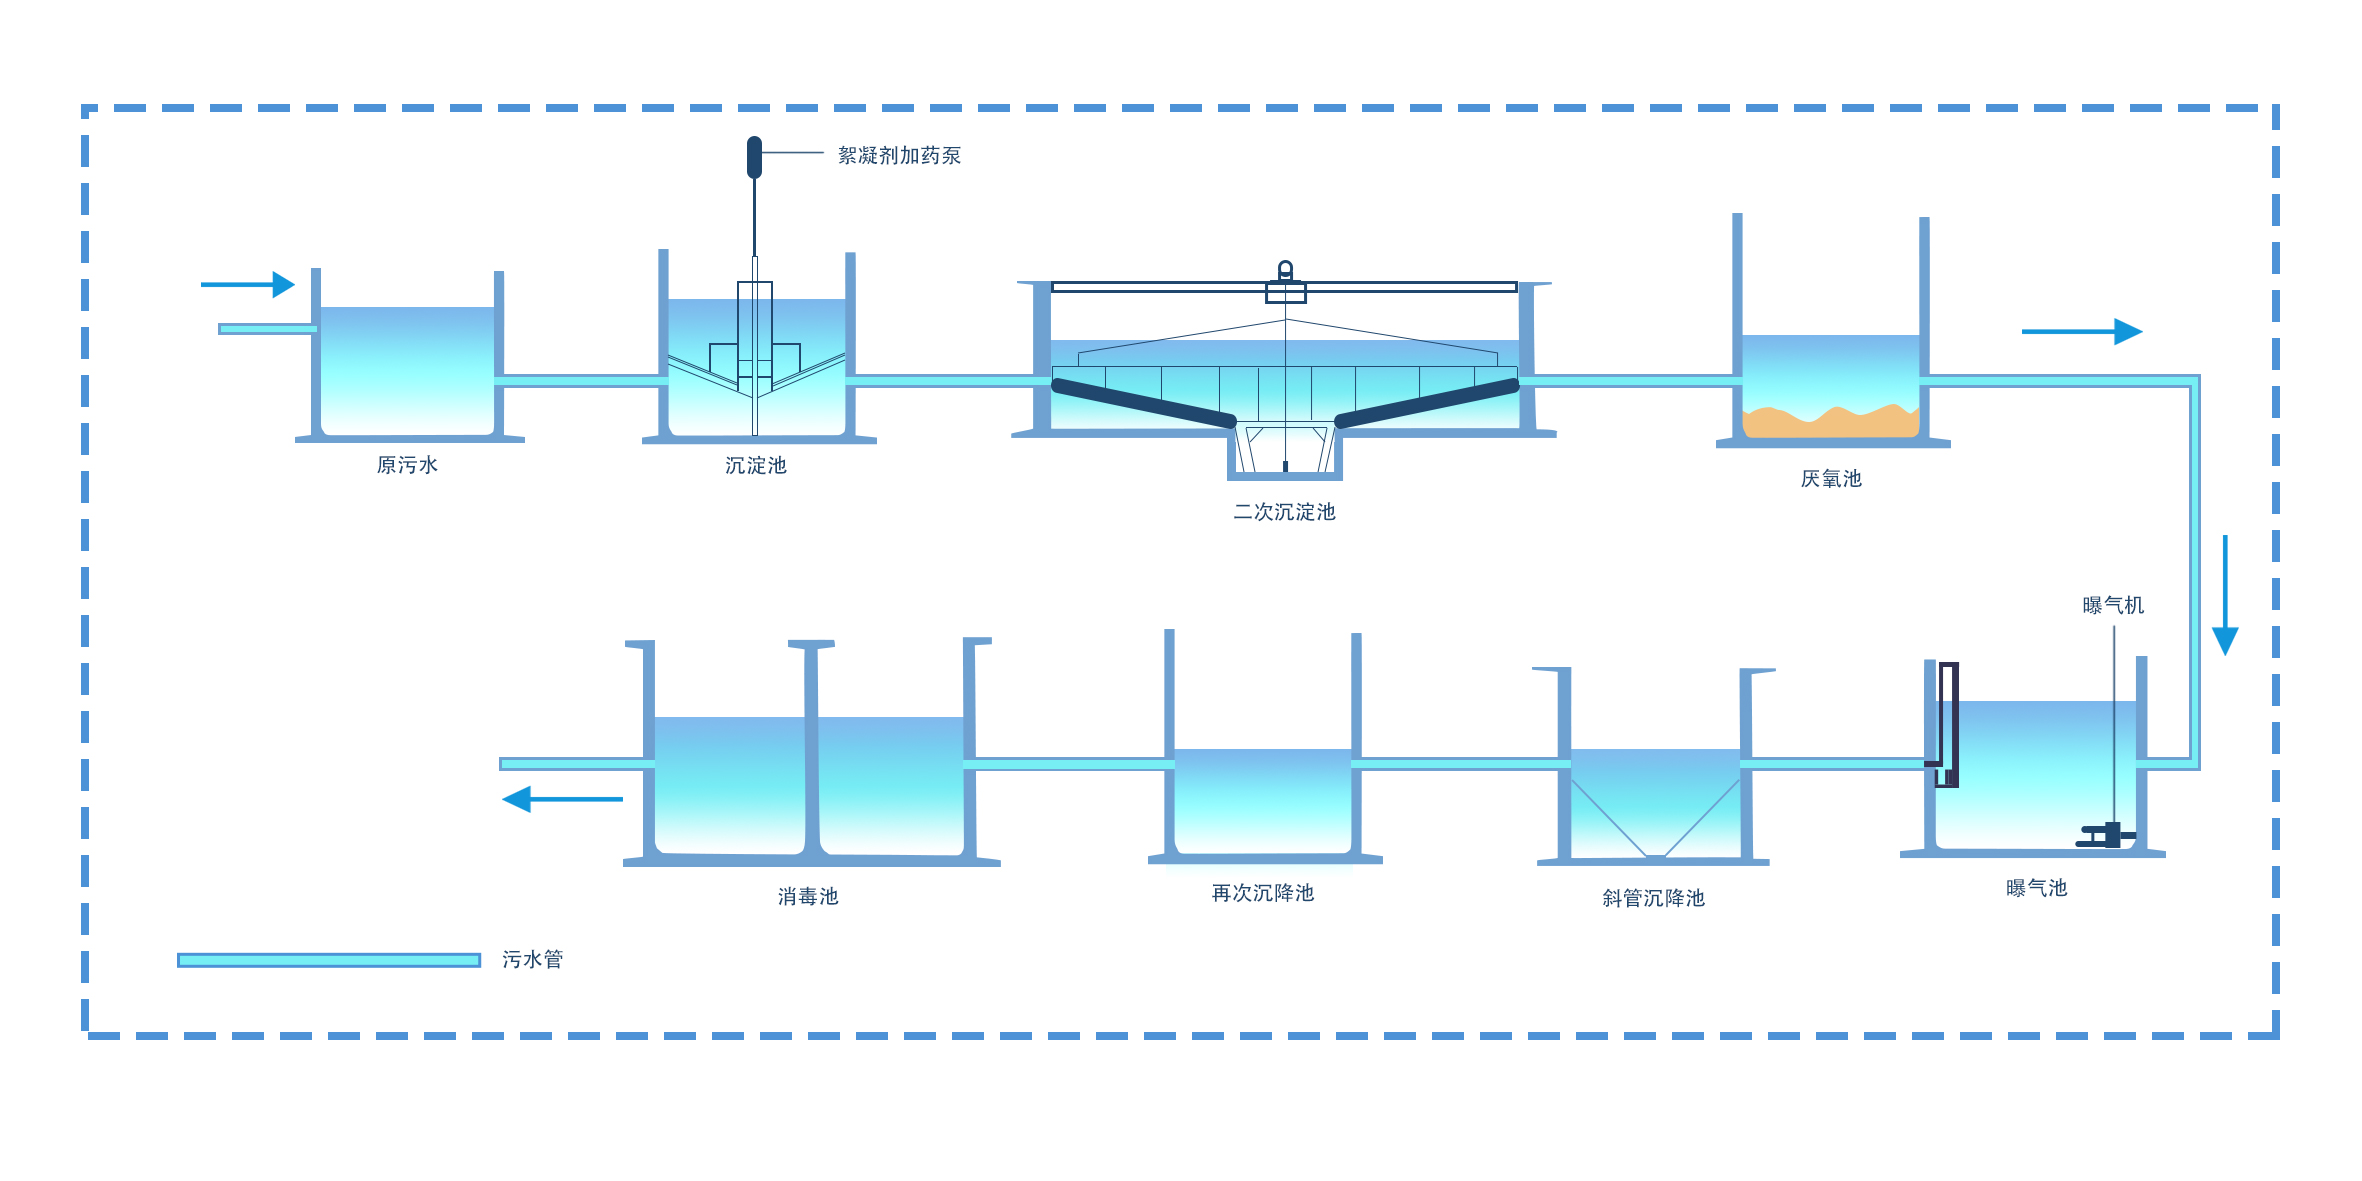 絮凝剂加药泵
原污水
沉淀池
二次沉淀池
厌氧池
曝气机
消毒池
再次沉降池
斜管沉降池
曝气池
污水管